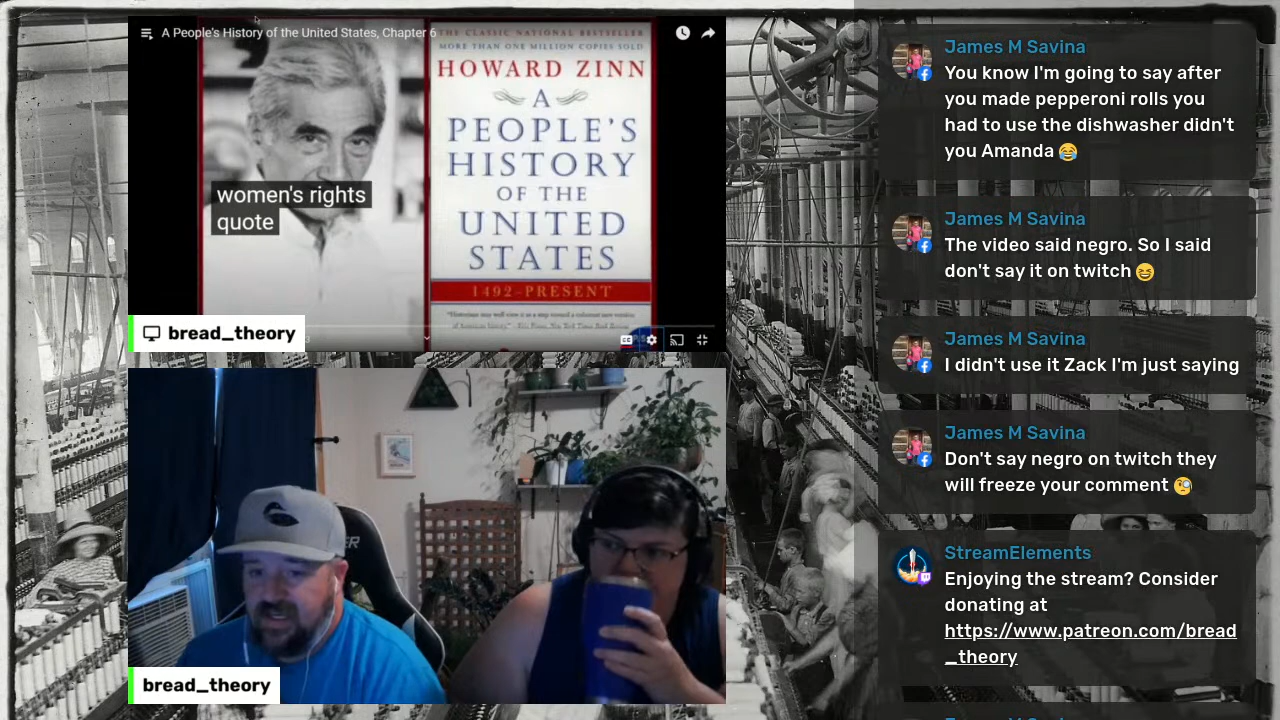 A People's History of the United States, Chapter 6
THE CLASSIC NATIONAL BESTSELLER
MORE THAN ONE MILLION COPIES SOLD
HOWARD ZINN
A
PEOPLE'S
HISTORY
OF THE
UNITED
STATES
1492–PRESENT
women's rights
quote
bread_theory
CC
bread_theory
James M Savina
You know I'm going to say after
you made pepperoni rolls you
had to use the dishwasher didn't
you Amanda 😂
James M Savina
The video said negro. So I said
don't say it on twitch 😆
James M Savina
I didn't use it Zack I'm just saying
James M Savina
Don't say negro on twitch they
will freeze your comment 🧐
StreamElements
Enjoying the stream? Consider
donating at
https://www.patreon.com/bread
_theory